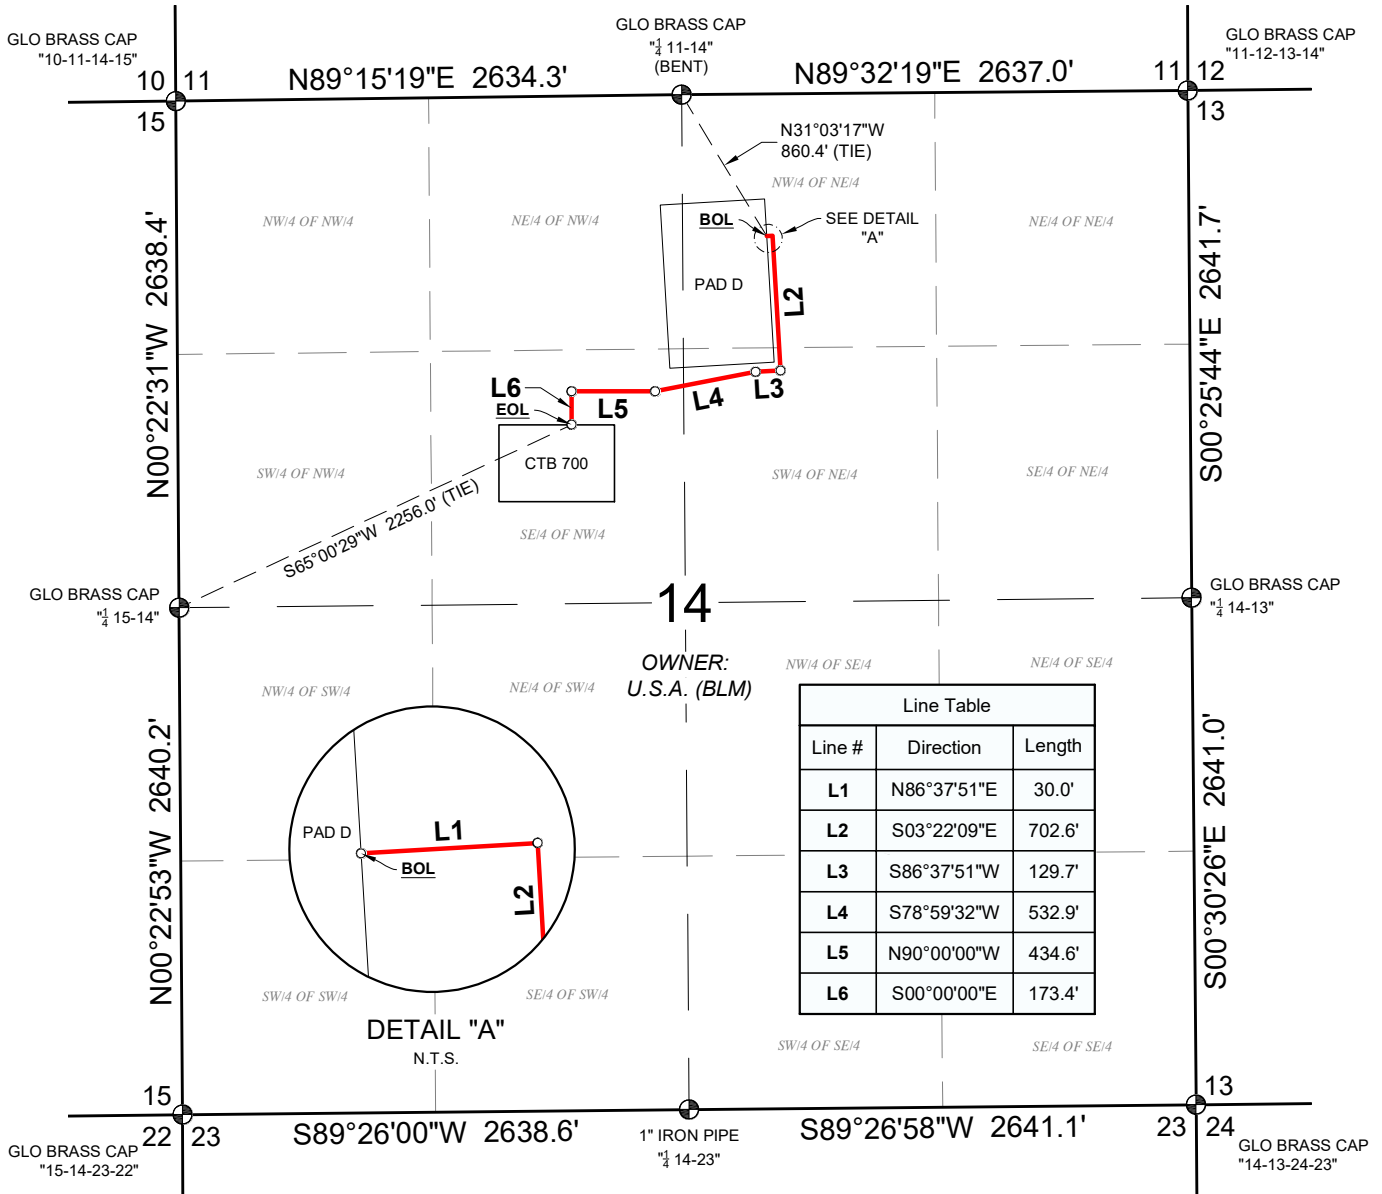 GLO BRASS CAP
"10-11-14-15"
GLO BRASS CAP
"1/4 11-14"
(BENT)
GLO BRASS CAP
"11-12-13-14"
10 11
15
N89°15'19"E 2634.3'
N89°32'19"E 2637.0'
11 12
13
N31°03'17"W
860.4' (TIE)
NW/4 OF NW/4
NE/4 OF NW/4
NW/4 OF NE/4
NE/4 OF NE/4
BOL
SEE DETAIL
"A"
PAD D
L2
N00°22'31"W 2638.4'
S00°25'44"E 2641.7'
L6
EOL
L5
L4
L3
CTB 700
SW/4 OF NW/4
SE/4 OF NW/4
SW/4 OF NE/4
SE/4 OF NE/4
S65°00'29"W 2256.0' (TIE)
GLO BRASS CAP
"1/4 15-14"
14
GLO BRASS CAP
"1/4 14-13"
OWNER:
U.S.A. (BLM)
NW/4 OF SW/4
NE/4 OF SW/4
NW/4 OF SE/4
NE/4 OF SE/4
Line Table
Line # Direction Length
L1 N86°37'51"E 30.0'
L2 S03°22'09"E 702.6'
L3 S86°37'51"W 129.7'
L4 S78°59'32"W 532.9'
L5 N90°00'00"W 434.6'
L6 S00°00'00"E 173.4'
N00°22'53"W 2640.2'
S00°30'26"E 2641.0'
PAD D
L1
BOL
L2
SW/4 OF SW/4
SE/4 OF SW/4
SW/4 OF SE/4
SE/4 OF SE/4
DETAIL "A"
N.T.S.
15
22 23
GLO BRASS CAP
"15-14-23-22"
S89°26'00"W 2638.6'
1" IRON PIPE
"1/4 14-23"
S89°26'58"W 2641.1'
13
23 24
GLO BRASS CAP
"14-13-24-23"